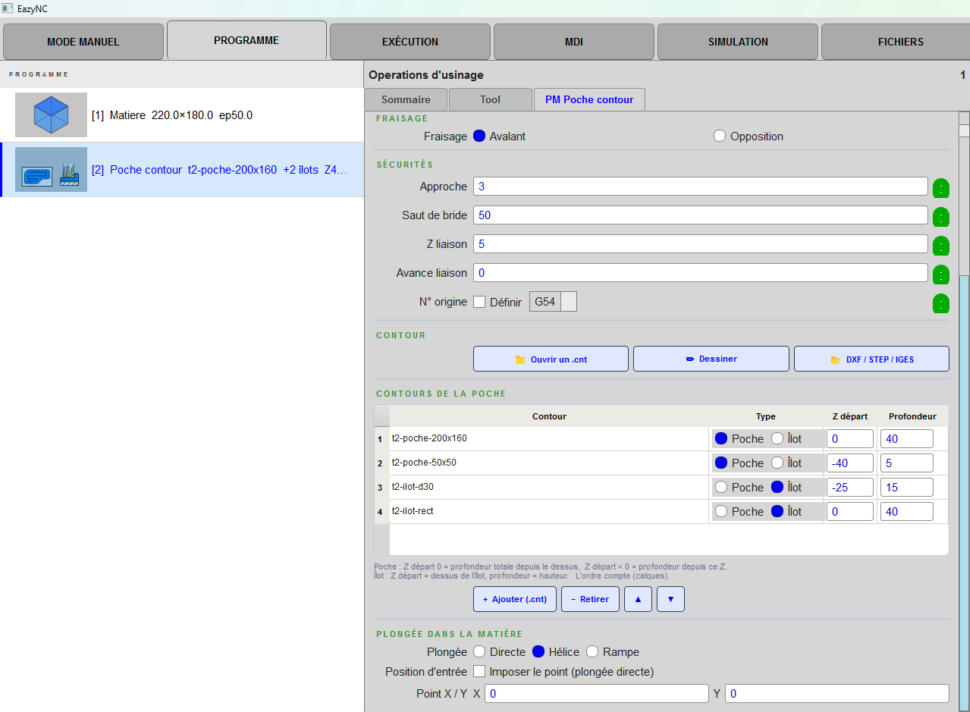 EazyNC
MODE MANUEL PROGRAMME EXÉCUTION MDI SIMULATION FICHIERS
PROGRAMME
Operations d'usinage 1
Sommaire Tool PM Poche contour
[1] Matiere 220.0×180.0 ep50.0
[2] Poche contour t2-poche-200x160 +2 îlots Z4...
FRAISAGE
Fraisage Avalant Opposition
SÉCURITÉS
Approche 3
Saut de bride 50
Z liaison 5
Avance liaison 0
N° origine Définir G54
CONTOUR
Ouvrir un .cnt Dessiner DXF / STEP / IGES
CONTOURS DE LA POCHE
Contour Type Z départ Profondeur
1 t2-poche-200x160 Poche Îlot 0 40
2 t2-poche-50x50 Poche Îlot -40 5
3 t2-ilot-d30 Poche Îlot -25 15
4 t2-ilot-rect Poche Îlot 0 40
Poche : Z départ 0 = profondeur totale depuis le dessus, Z départ < 0 = profondeur depuis ce Z.
Îlot : Z départ = dessus de l'îlot, profondeur = hauteur. L'ordre compte (calques).
+ Ajouter (.cnt) − Retirer ▲ ▼
PLONGÉE DANS LA MATIÈRE
Plongée Directe Hélice Rampe
Position d'entrée Imposer le point (plongée directe)
Point X / Y X 0 Y 0